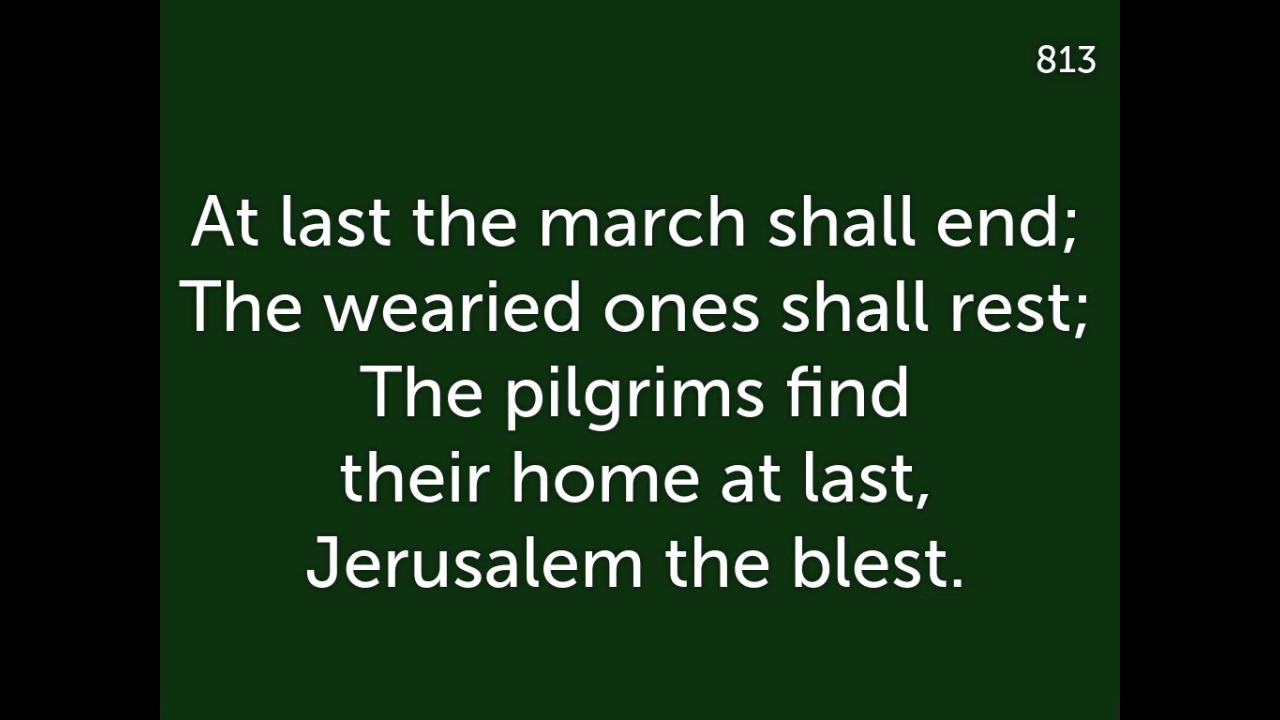 813
At last the march shall end;
The wearied ones shall rest;
The pilgrims find
their home at last,
Jerusalem the blest.